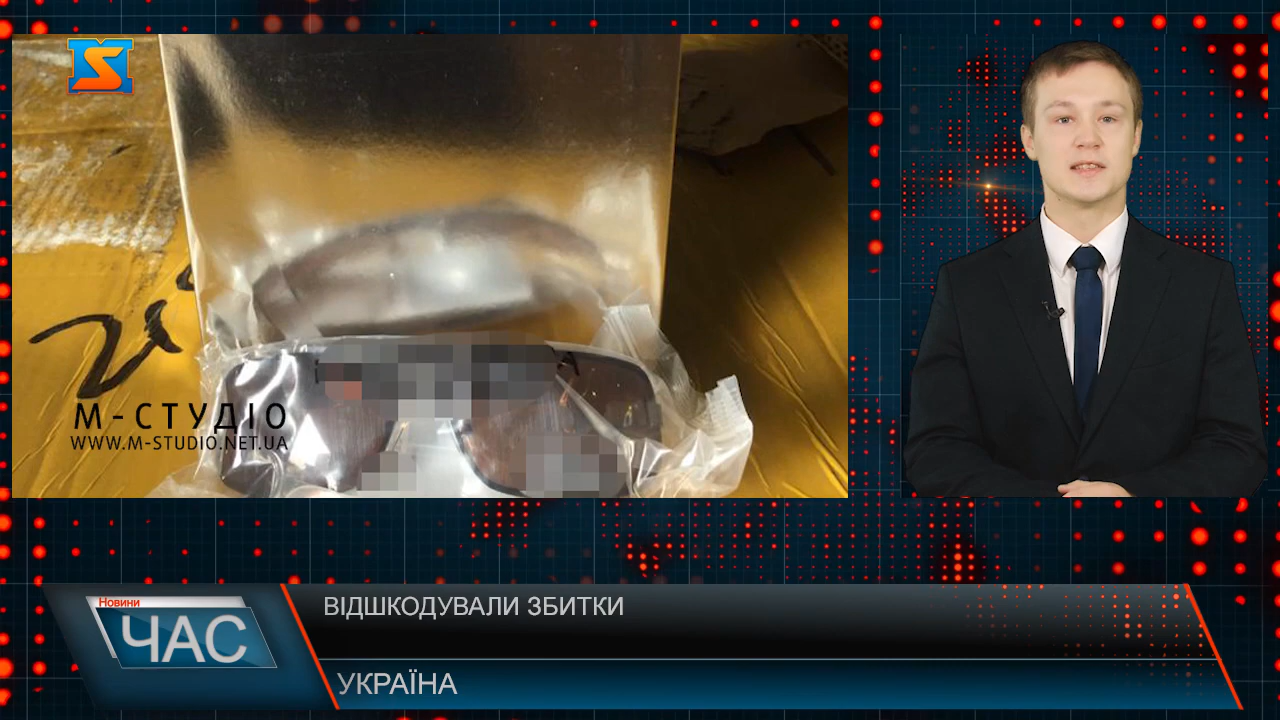 М-СТУДІО
WWW.M-STUDIO.NET.UA
Новини
ЧАС
ВІДШКОДУВАЛИ ЗБИТКИ
УКРАЇНА